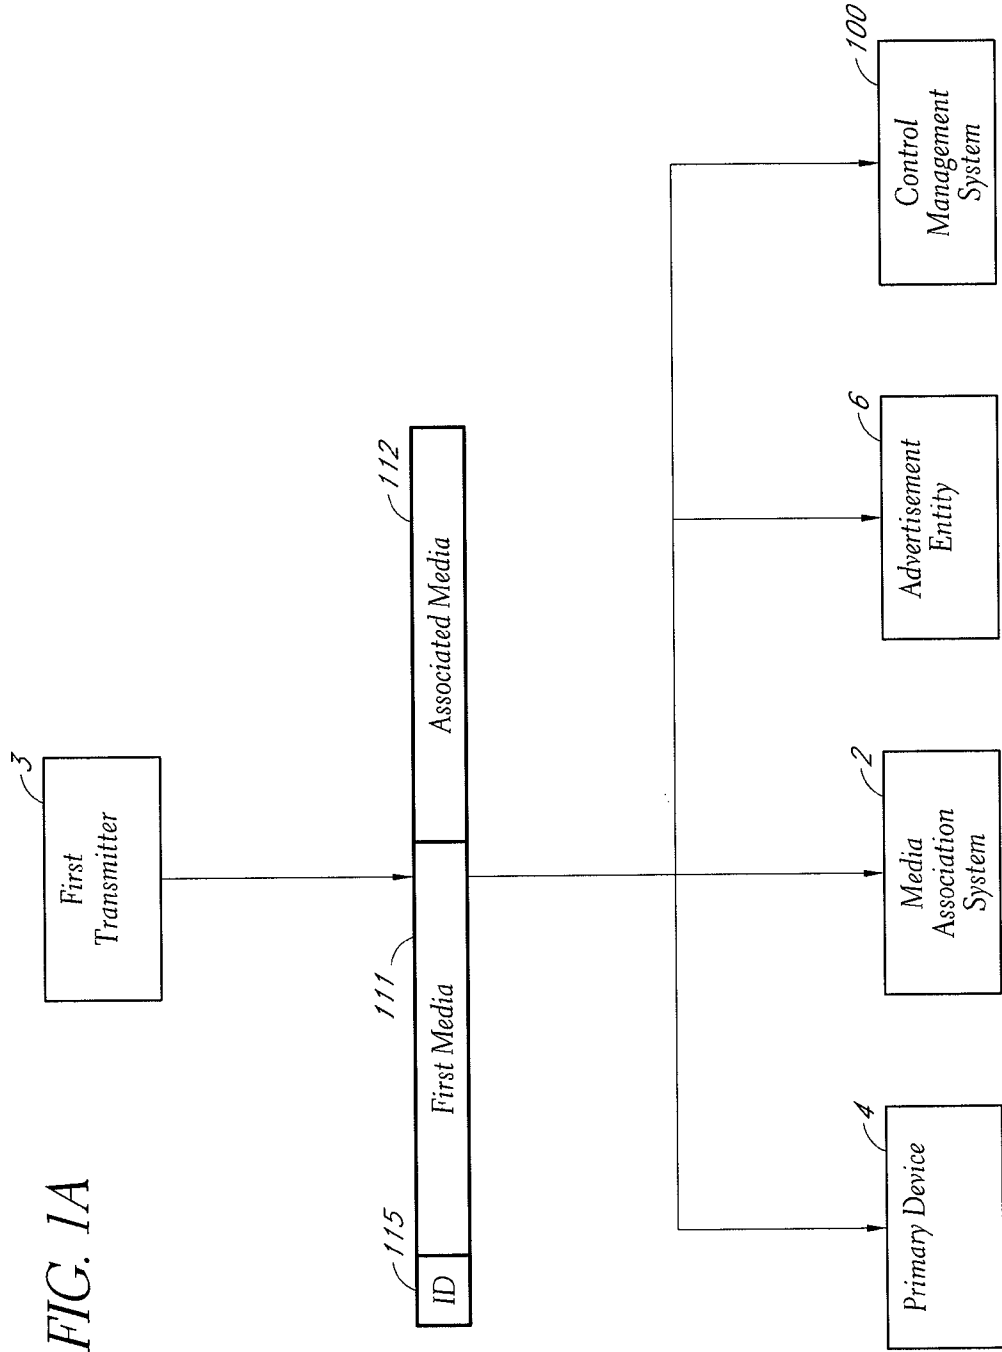 FIG. 1A
3
First
Transmitter
115
111
112
ID
First Media
Associated Media
4
2
6
100
Primary Device
Media
Association
System
Advertisement
Entity
Control
Management
System